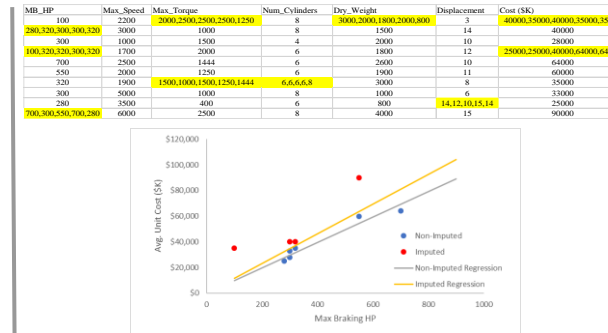 MB_HP Max_Speed Max_Torque Num_Cylinders Dry_Weight Displacement Cost ($K)
100 2200 2000,2500,2500,2500,1250 8 3000,2000,1800,2000,800 3 40000,35000,40000,35000,35
280,320,300,300,320 3000 1000 8 1500 14 40000
300 1000 1500 4 2000 10 28000
100,320,320,300,320 1700 2000 6 1800 12 25000,25000,40000,64000,64
700 2500 1444 6 2600 10 64000
550 2000 1250 6 1900 11 60000
320 1900 1500,1000,1500,1250,1444 6,6,6,6,8 3000 8 35000
300 5000 1000 8 1000 6 33000
280 3500 400 6 800 14,12,10,15,14 25000
700,300,550,700,280 6000 2500 8 4000 15 90000
$120,000
$100,000
$80,000
$60,000
$40,000
$20,000
$0
Avg. Unit Cost ($K)
Non-Imputed
Imputed
Non-Imputed Regression
Imputed Regression
0 200 400 600 800 1000
Max Braking HP